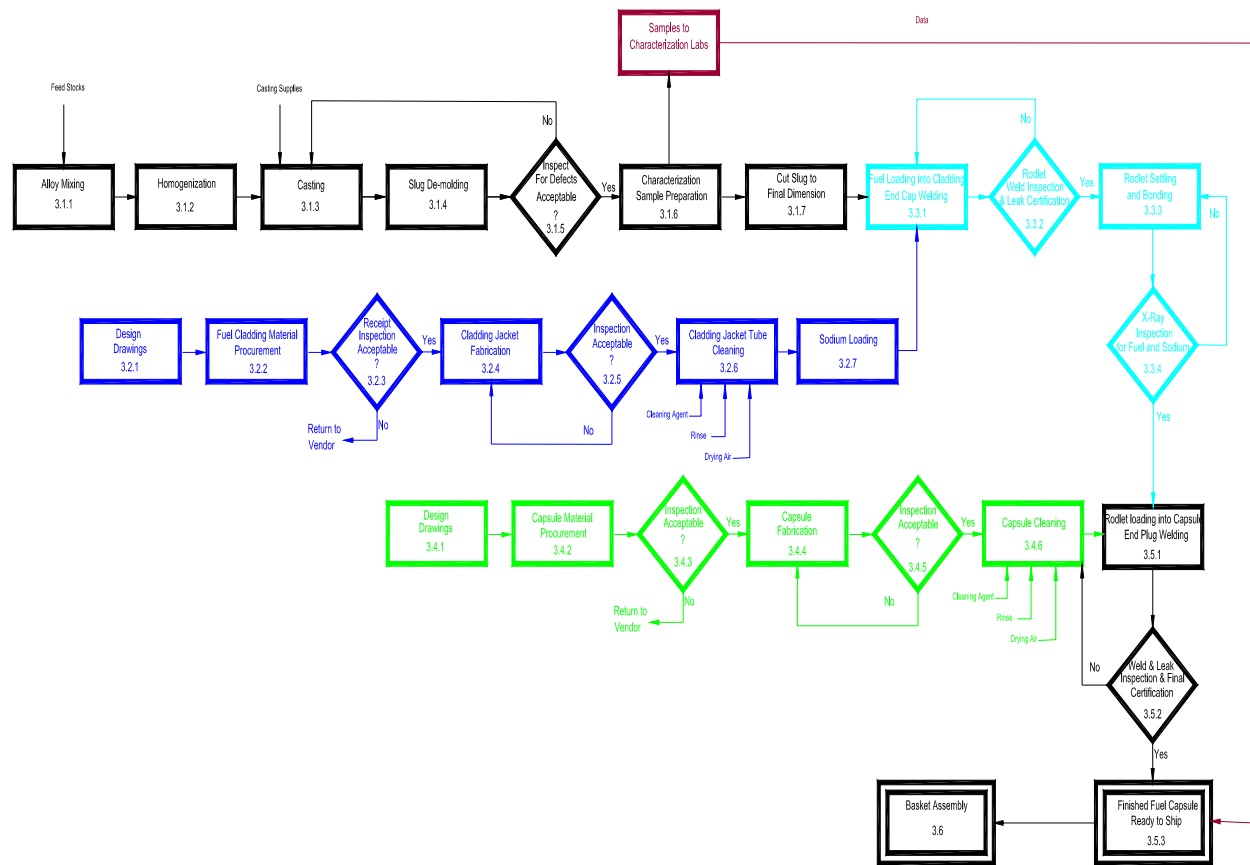 Samples to
Characterization Labs
Data
Feed Stocks
Casting Supplies
No
No
Alloy Mixing
3.1.1
Homogenization
3.1.2
Casting
3.1.3
Slug De-molding
3.1.4
Inspect
For Defects
Acceptable
?
3.1.5
Yes
Characterization
Sample Preparation
3.1.6
Cut Slug to
Final Dimension
3.1.7
Fuel Loading into Cladding
End Cap Welding
3.3.1
Rodlet
Weld Inspection
& Leak Certification
3.3.2
Yes
Rodlet Settling
and Bonding
3.3.3
No
Design
Drawings
3.2.1
Fuel Cladding Material
Procurement
3.2.2
Receipt
Inspection
Acceptable
?
3.2.3
Yes
No
Return to
Vendor
Cladding Jacket
Fabrication
3.2.4
Inspection
Acceptable
?
3.2.5
Yes
No
Cladding Jacket Tube
Cleaning
3.2.6
Cleaning Agent
Rinse
Drying Air
Sodium Loading
3.2.7
X-Ray
Inspection
for Fuel and Sodium
3.3.4
Yes
Design
Drawings
3.4.1
Capsule Material
Procurement
3.4.2
Inspection
Acceptable
?
3.4.3
Yes
No
Return to
Vendor
Capsule
Fabrication
3.4.4
Inspection
Acceptable
?
3.4.5
Yes
No
Capsule Cleaning
3.4.6
Cleaning Agent
Rinse
Drying Air
Rodlet loading into Capsule
End Plug Welding
3.5.1
No
Weld & Leak
Inspection & Final
Certification
3.5.2
Yes
Basket Assembly
3.6
Finished Fuel Capsule
Ready to Ship
3.5.3